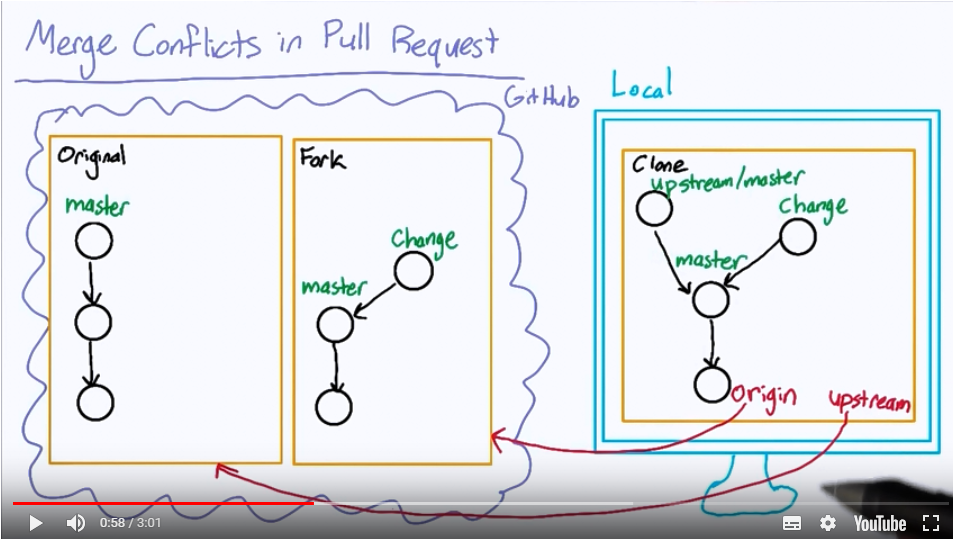 Merge Conflicts in Pull Request
GitHub
Local
Original
master
Fork
Change
master
Clone
upstream/master
Change
master
Origin
upstream
0:58 / 3:01
YouTube